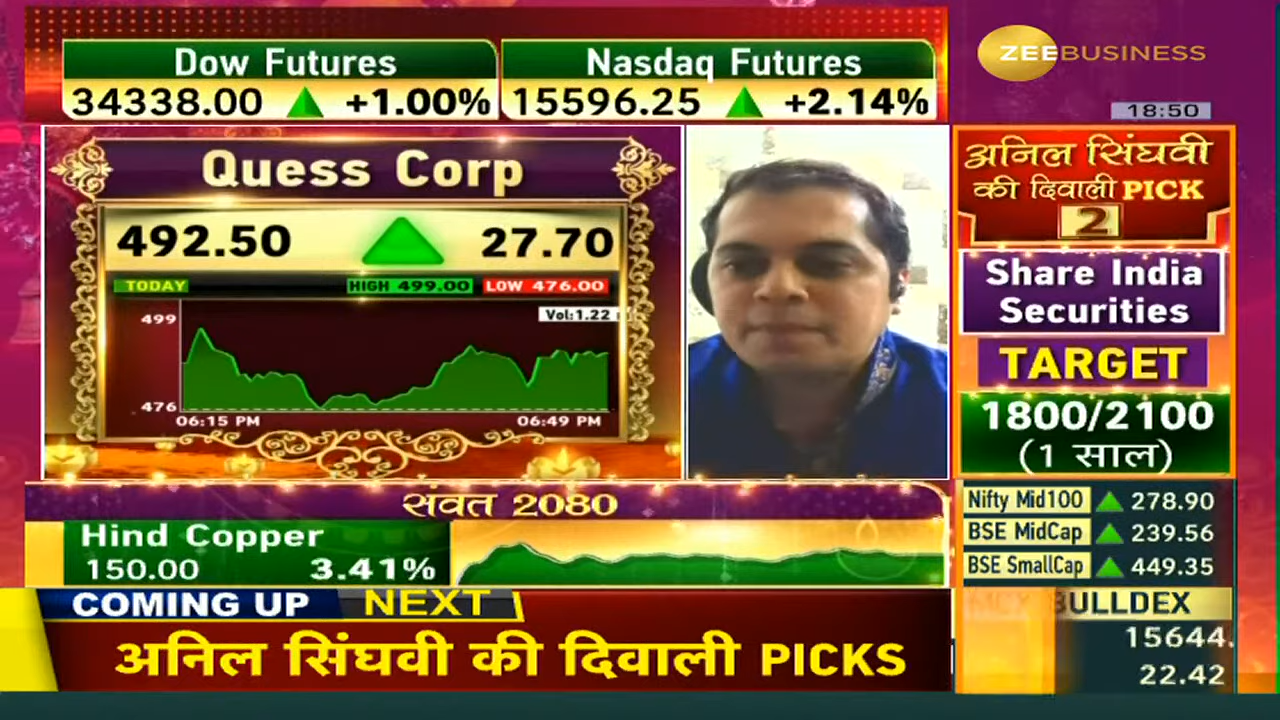 Dow Futures
34338.00 +1.00%
Nasdaq Futures
15596.25 +2.14%
ZEEBUSINESS
18:50
Quess Corp
492.50 27.70
TODAY HIGH 499.00 LOW 476.00
Vol:1.22
499
476
06:15 PM 06:49 PM
अनिल सिंघवी
की दिवाली PICK
2
Share India
Securities
TARGET
1800/2100
(1 साल)
संवत 2080
Hind Copper
150.00 3.41%
Nifty Mid100 278.90
BSE MidCap 239.56
BSE SmallCap 449.35
BULLDEX
15644.
22.42
COMING UP NEXT
अनिल सिंघवी की दिवाली PICKS